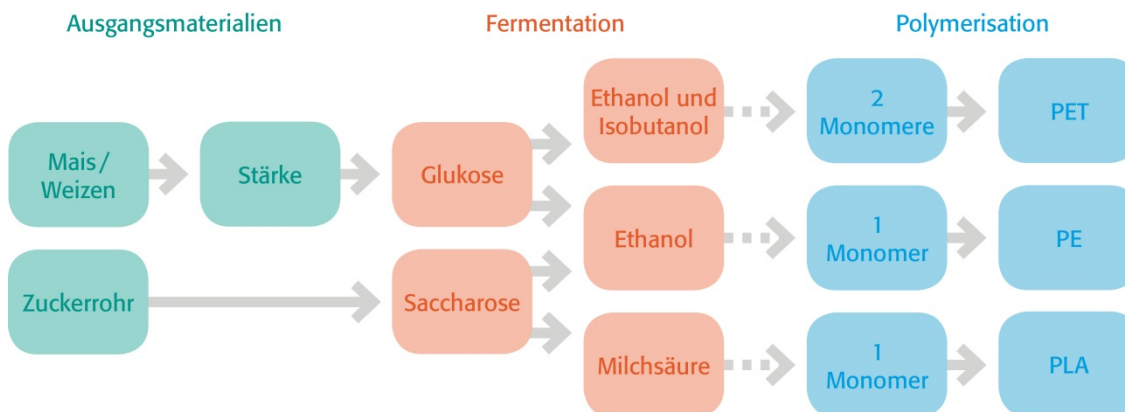 Ausgangsmaterialien
Fermentation
Polymerisation
Mais/
Weizen
Stärke
Glukose
Ethanol und
Isobutanol
2
Monomere
PET
Ethanol
1
Monomer
PE
Zuckerrohr
Saccharose
Milchsäure
1
Monomer
PLA